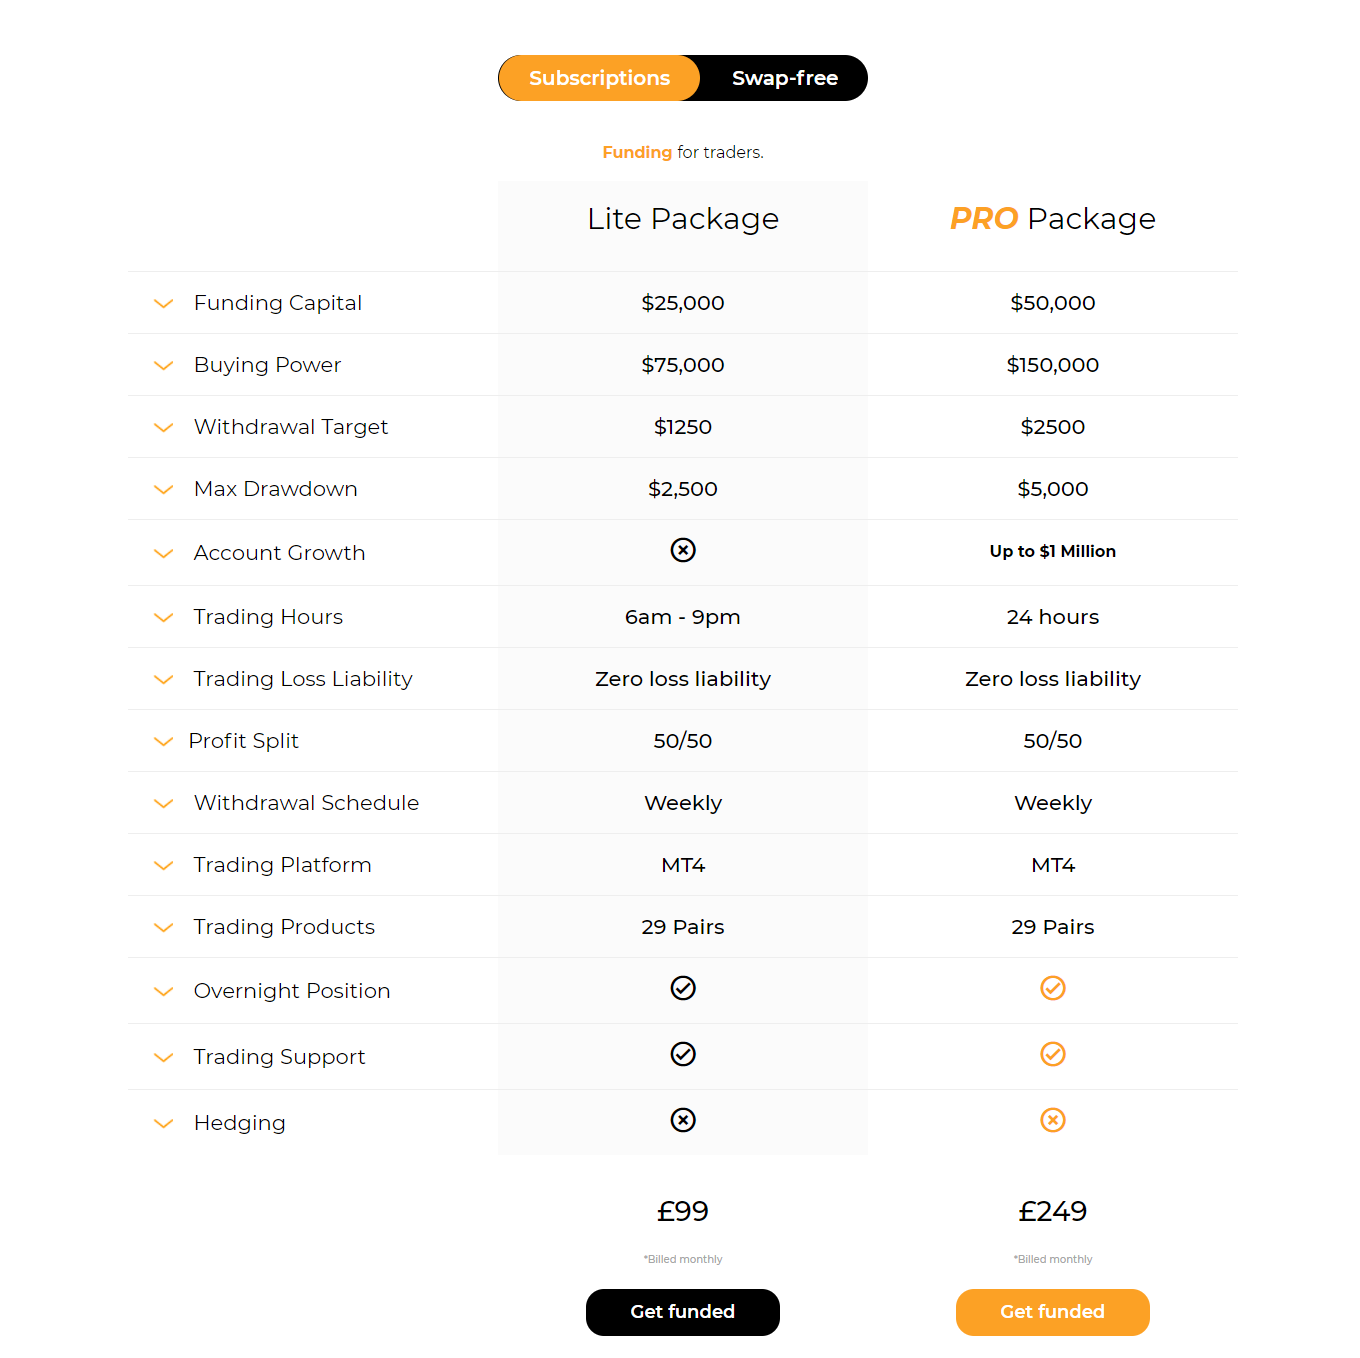 Subscriptions Swap-free
Funding for traders.
Lite Package PRO Package
Funding Capital $25,000 $50,000
Buying Power $75,000 $150,000
Withdrawal Target $1250 $2500
Max Drawdown $2,500 $5,000
Account Growth Up to $1 Million
Trading Hours 6am - 9pm 24 hours
Trading Loss Liability Zero loss liability Zero loss liability
Profit Split 50/50 50/50
Withdrawal Schedule Weekly Weekly
Trading Platform MT4 MT4
Trading Products 29 Pairs 29 Pairs
Overnight Position
Trading Support
Hedging
£99 £249
*Billed monthly *Billed monthly
Get funded Get funded